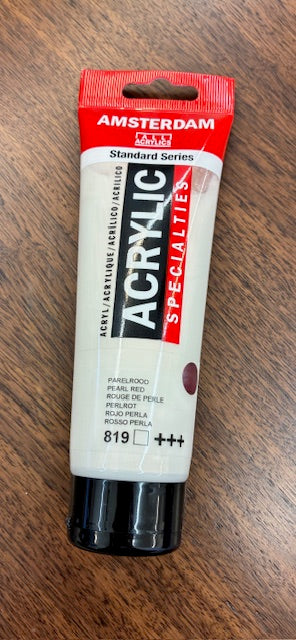 AMSTERDAM
ALL
ACRYLICS
Standard Series
ACRYL/ACRYLIQUE/ACRÍLICO/ACRILICO
ACRYLIC
SPECIALTIES
PARELROOD
PEARL RED
ROUGE DE PERLE
PERLROT
ROJO PERLA
ROSSO PERLA
819 +++